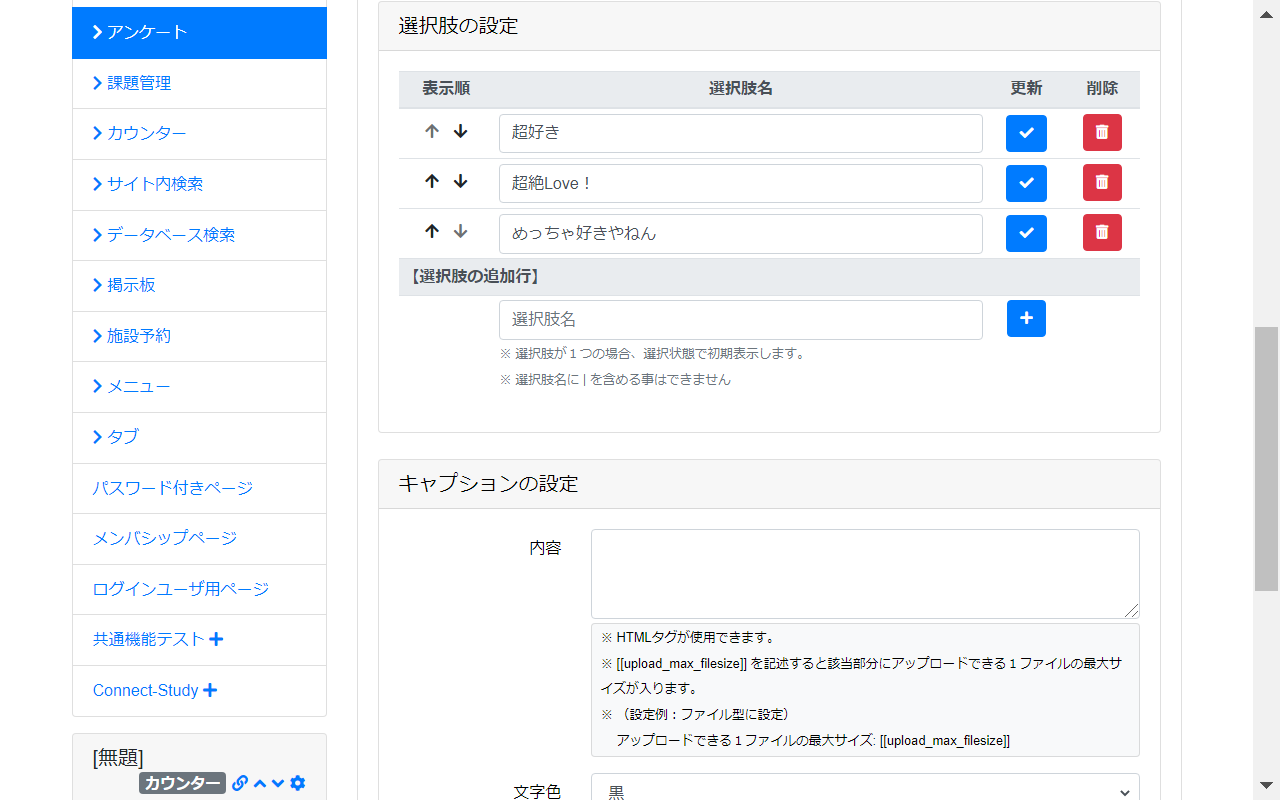 アンケート
課題管理
カウンター
サイト内検索
データベース検索
掲示板
施設予約
メニュー
タブ
パスワード付きページ
メンバシップページ
ログインユーザ用ページ
共通機能テスト
Connect-Study
[無題]
カウンター
選択肢の設定
表示順 選択肢名 更新 削除
超好き
超絶Love！
めっちゃ好きやねん
【選択肢の追加行】
選択肢名
※ 選択肢が１つの場合、選択状態で初期表示します。
※ 選択肢名に | を含める事はできません
キャプションの設定
内容
※ HTMLタグが使用できます。
※ [[upload_max_filesize]] を記述すると該当部分にアップロードできる１ファイルの最大サ
イズが入ります。
※ （設定例：ファイル型に設定）
アップロードできる１ファイルの最大サイズ: [[upload_max_filesize]]
文字色 黒